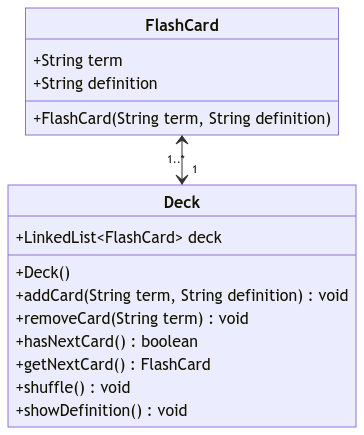 FlashCard
+String term
+String definition
+FlashCard(String term, String definition)
1..*
1
Deck
+LinkedList<FlashCard> deck
+Deck()
+addCard(String term, String definition) : void
+removeCard(String term) : void
+hasNextCard() : boolean
+getNextCard() : FlashCard
+shuffle() : void
+showDefinition() : void